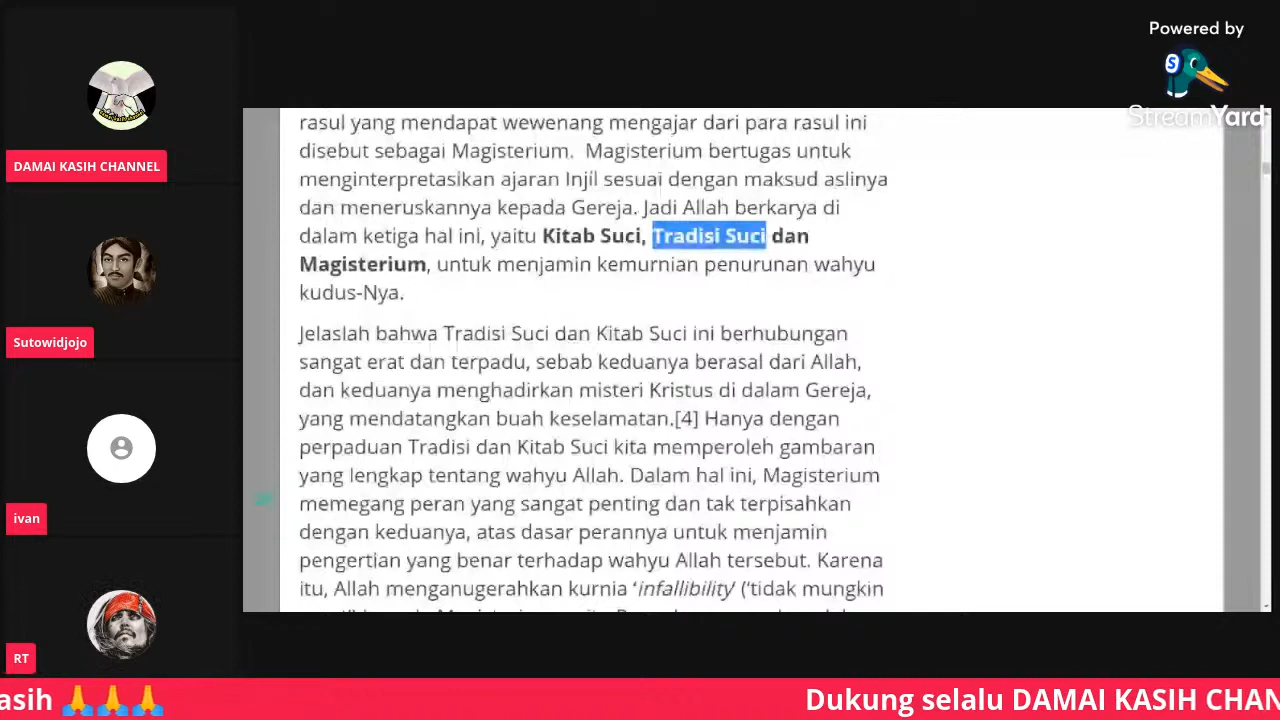 Powered by
S
StreamYard
DAMAI KASIH CHANNEL
Sutowidjojo
ivan
RT
rasul yang mendapat wewenang mengajar dari para rasul ini
disebut sebagai Magisterium. Magisterium bertugas untuk
menginterpretasikan ajaran Injil sesuai dengan maksud aslinya
dan meneruskannya kepada Gereja. Jadi Allah berkarya di
dalam ketiga hal ini, yaitu Kitab Suci, Tradisi Suci dan
Magisterium, untuk menjamin kemurnian penurunan wahyu
kudus-Nya.
Jelaslah bahwa Tradisi Suci dan Kitab Suci ini berhubungan
sangat erat dan terpadu, sebab keduanya berasal dari Allah,
dan keduanya menghadirkan misteri Kristus di dalam Gereja,
yang mendatangkan buah keselamatan.[4] Hanya dengan
perpaduan Tradisi dan Kitab Suci kita memperoleh gambaran
yang lengkap tentang wahyu Allah. Dalam hal ini, Magisterium
memegang peran yang sangat penting dan tak terpisahkan
dengan keduanya, atas dasar perannya untuk menjamin
pengertian yang benar terhadap wahyu Allah tersebut. Karena
itu, Allah menganugerahkan kurnia ‘infallibility’ (‘tidak mungkin
asih 🙏🙏🙏
Dukung selalu DAMAI KASIH CHAN